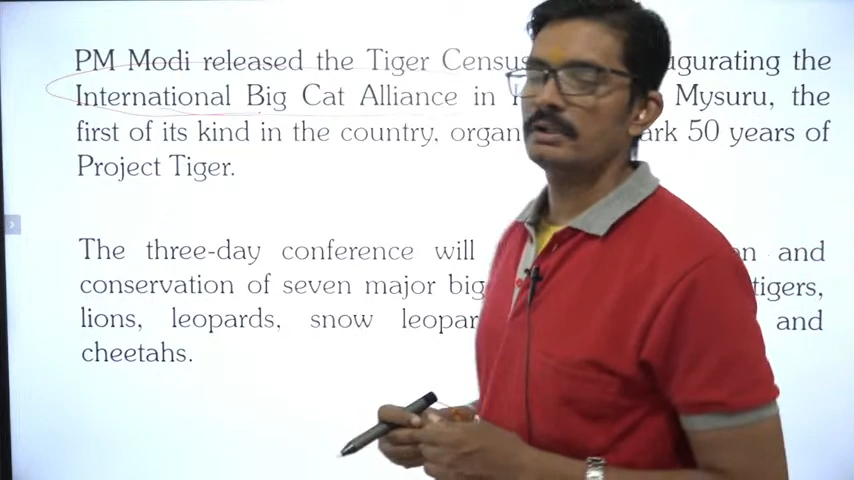 PM Modi released the Tiger Census augurating the
International Big Cat Alliance in Mysuru, the
first of its kind in the country, organ ark 50 years of
Project Tiger.
The three-day conference will and
conservation of seven major big tigers,
lions, leopards, snow leopar and
cheetahs.